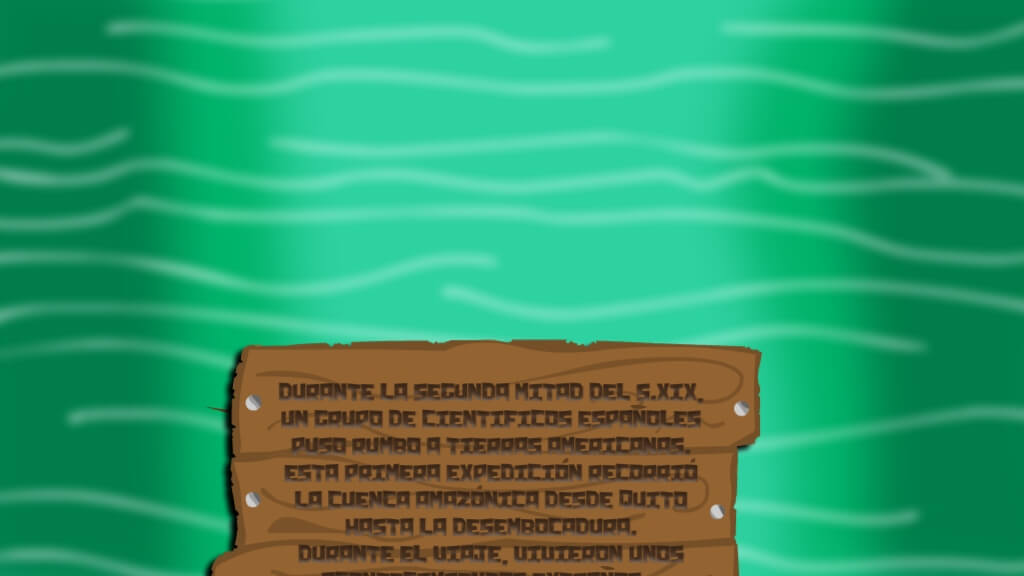 DURANTE LA SEGUNDA MITAD DEL S.XIX,
UN GRUPO DE CIENTIFICOS ESPAÑOLES
PUSO RUMBO A TIERRAS AMERICANAS.
ESTA PRIMERA EXPEDICIÓN RECORRIÓ
LA CUENCA AMAZÓNICA DESDE QUITO
HASTA LA DESEMBOCADURA.
DURANTE EL VIAJE, VIVIERON UNOS